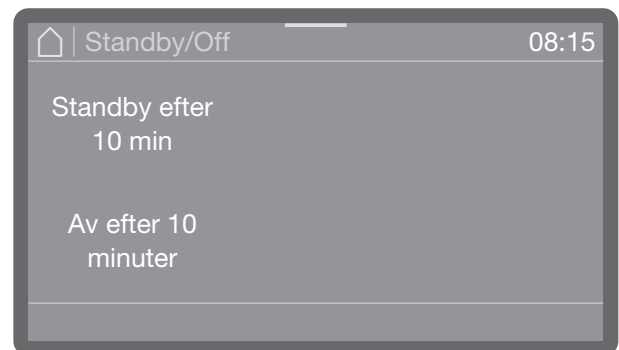 Standby/Off 08:15
Standby efter
10 min
Av efter 10
minuter